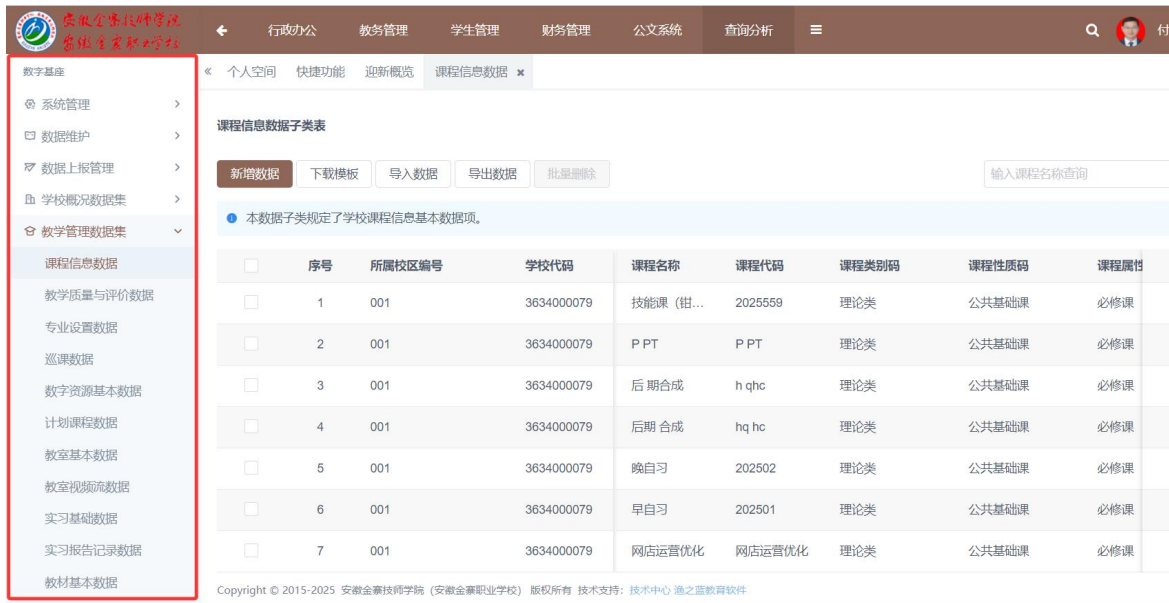 安徽金寨技师学院
安徽金寨职业学校
行政办公 教务管理 学生管理 财务管理 公文系统 查询分析 付
数字基座
系统管理
数据维护
数据上报管理
学校概况数据集
教学管理数据集
课程信息数据
教学质量与评价数据
专业设置数据
巡课数据
数字资源基本数据
计划课程数据
教室基本数据
教室视频流数据
实习基础数据
实习报告记录数据
教材基本数据
« 个人空间 快捷功能 迎新概览 课程信息数据 ×
课程信息数据子类表
新增数据 下载模板 导入数据 导出数据 批量删除 输入课程名称查询
本数据子类规定了学校课程信息基本数据项。
序号 所属校区编号 学校代码 课程名称 课程代码 课程类别码 课程性质码 课程属性
1 001 3634000079 技能课（钳... 2025559 理论类 公共基础课 必修课
2 001 3634000079 P PT P PT 理论类 公共基础课 必修课
3 001 3634000079 后 期合成 h qhc 理论类 公共基础课 必修课
4 001 3634000079 后期 合成 hq hc 理论类 公共基础课 必修课
5 001 3634000079 晚自习 202502 理论类 公共基础课 必修课
6 001 3634000079 早自习 202501 理论类 公共基础课 必修课
7 001 3634000079 网店运营优化 网店运营优化 理论类 公共基础课 必修课
Copyright © 2015-2025 安徽金寨技师学院（安徽金寨职业学校） 版权所有 技术支持：技术中心 渔之蓝教育软件